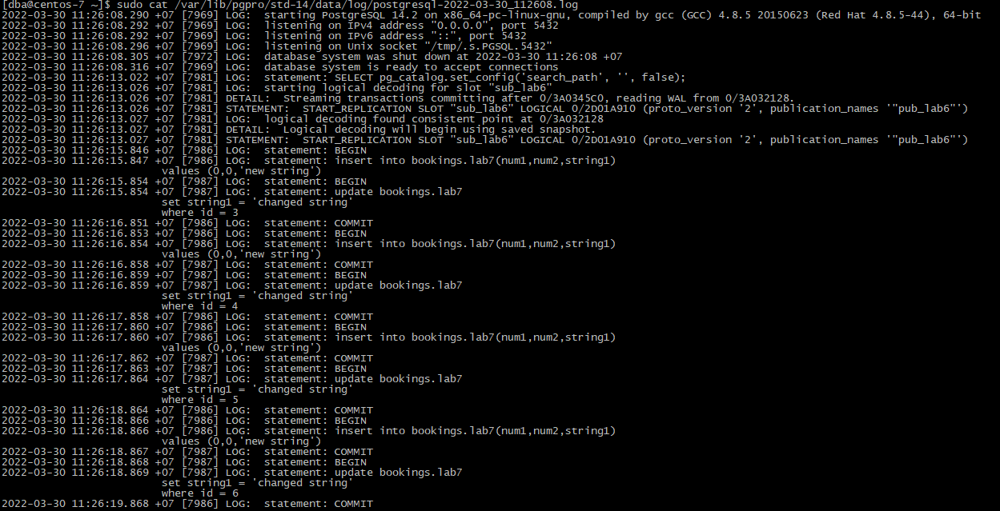 [dba@centos-7 ~]$ sudo cat /var/lib/pgpro/std-14/data/log/postgresql-2022-03-30_112608.log
2022-03-30 11:26:08.290 +07 [7969] LOG:  starting PostgreSQL 14.2 on x86_64-pc-linux-gnu, compiled by gcc (GCC) 4.8.5 20150623 (Red Hat 4.8.5-44), 64-bit
2022-03-30 11:26:08.292 +07 [7969] LOG:  listening on IPv4 address "0.0.0.0", port 5432
2022-03-30 11:26:08.292 +07 [7969] LOG:  listening on IPv6 address "::", port 5432
2022-03-30 11:26:08.296 +07 [7969] LOG:  listening on Unix socket "/tmp/.s.PGSQL.5432"
2022-03-30 11:26:08.305 +07 [7972] LOG:  database system was shut down at 2022-03-30 11:26:08 +07
2022-03-30 11:26:08.316 +07 [7969] LOG:  database system is ready to accept connections
2022-03-30 11:26:13.022 +07 [7981] LOG:  statement: SELECT pg_catalog.set_config('search_path', '', false);
2022-03-30 11:26:13.026 +07 [7981] LOG:  starting logical decoding for slot "sub_lab6"
2022-03-30 11:26:13.026 +07 [7981] DETAIL:  Streaming transactions committing after 0/3A0345C0, reading WAL from 0/3A032128.
2022-03-30 11:26:13.026 +07 [7981] STATEMENT:  START_REPLICATION SLOT "sub_lab6" LOGICAL 0/2D01A910 (proto_version '2', publication_names '"pub_lab6"')
2022-03-30 11:26:13.027 +07 [7981] LOG:  logical decoding found consistent point at 0/3A032128
2022-03-30 11:26:13.027 +07 [7981] DETAIL:  Logical decoding will begin using saved snapshot.
2022-03-30 11:26:13.027 +07 [7981] STATEMENT:  START_REPLICATION SLOT "sub_lab6" LOGICAL 0/2D01A910 (proto_version '2', publication_names '"pub_lab6"')
2022-03-30 11:26:15.846 +07 [7986] LOG:  statement: BEGIN
2022-03-30 11:26:15.847 +07 [7986] LOG:  statement: insert into bookings.lab7(num1,num2,string1)
values (0,0,'new string')
2022-03-30 11:26:15.854 +07 [7987] LOG:  statement: BEGIN
2022-03-30 11:26:15.854 +07 [7987] LOG:  statement: update bookings.lab7
set string1 = 'changed string'
where id = 3
2022-03-30 11:26:16.851 +07 [7986] LOG:  statement: COMMIT
2022-03-30 11:26:16.853 +07 [7986] LOG:  statement: BEGIN
2022-03-30 11:26:16.854 +07 [7986] LOG:  statement: insert into bookings.lab7(num1,num2,string1)
values (0,0,'new string')
2022-03-30 11:26:16.858 +07 [7987] LOG:  statement: COMMIT
2022-03-30 11:26:16.859 +07 [7987] LOG:  statement: BEGIN
2022-03-30 11:26:16.859 +07 [7987] LOG:  statement: update bookings.lab7
set string1 = 'changed string'
where id = 4
2022-03-30 11:26:17.858 +07 [7986] LOG:  statement: COMMIT
2022-03-30 11:26:17.860 +07 [7986] LOG:  statement: BEGIN
2022-03-30 11:26:17.860 +07 [7986] LOG:  statement: insert into bookings.lab7(num1,num2,string1)
values (0,0,'new string')
2022-03-30 11:26:17.862 +07 [7987] LOG:  statement: COMMIT
2022-03-30 11:26:17.863 +07 [7987] LOG:  statement: BEGIN
2022-03-30 11:26:17.864 +07 [7987] LOG:  statement: update bookings.lab7
set string1 = 'changed string'
where id = 5
2022-03-30 11:26:18.864 +07 [7986] LOG:  statement: COMMIT
2022-03-30 11:26:18.866 +07 [7986] LOG:  statement: BEGIN
2022-03-30 11:26:18.866 +07 [7986] LOG:  statement: insert into bookings.lab7(num1,num2,string1)
values (0,0,'new string')
2022-03-30 11:26:18.867 +07 [7987] LOG:  statement: COMMIT
2022-03-30 11:26:18.868 +07 [7987] LOG:  statement: BEGIN
2022-03-30 11:26:18.869 +07 [7987] LOG:  statement: update bookings.lab7
set string1 = 'changed string'
where id = 6
2022-03-30 11:26:19.868 +07 [7986] LOG:  statement: COMMIT